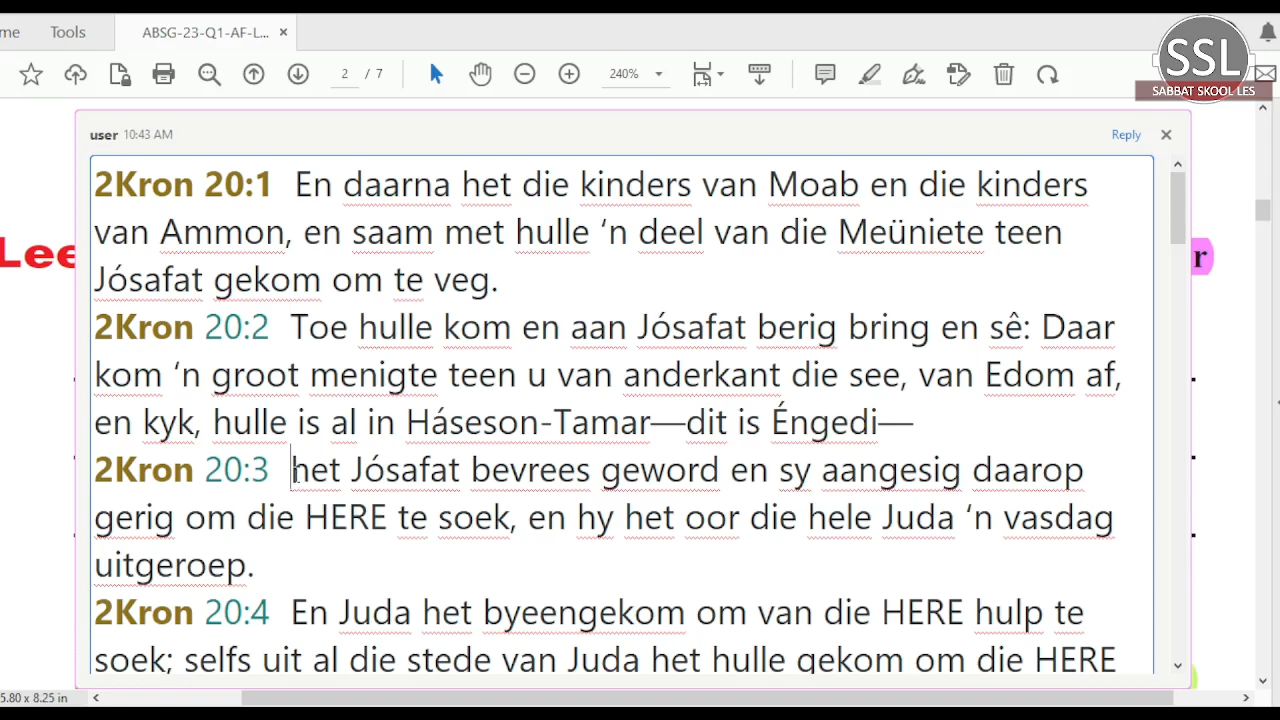 me Tools ABSG-23-Q1-AF-L... ×
2 / 7 240%
SSL
SABBAT SKOOL LES
user 10:43 AM Reply
2Kron 20:1 En daarna het die kinders van Moab en die kinders
van Ammon, en saam met hulle ‘n deel van die Meüniete teen
Jósafat gekom om te veg.
2Kron 20:2 Toe hulle kom en aan Jósafat berig bring en sê: Daar
kom ‘n groot menigte teen u van anderkant die see, van Edom af,
en kyk, hulle is al in Háseson-Tamar—dit is Éngedi—
2Kron 20:3 het Jósafat bevrees geword en sy aangesig daarop
gerig om die HERE te soek, en hy het oor die hele Juda ‘n vasdag
uitgeroep.
2Kron 20:4 En Juda het byeengekom om van die HERE hulp te
soek; selfs uit al die stede van Juda het hulle gekom om die HERE
Lee
r
5.80 x 8.25 in